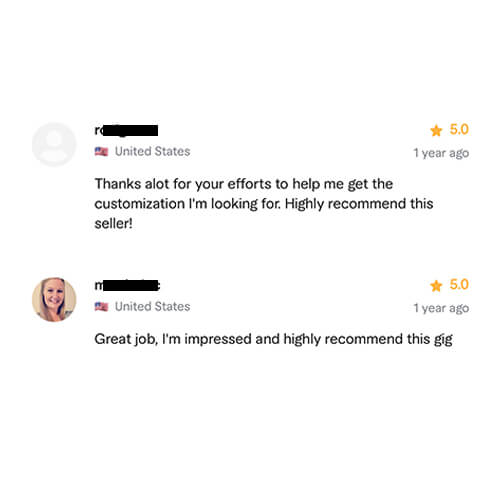 5.0
United States
1 year ago
Thanks alot for your efforts to help me get the
customization I'm looking for. Highly recommend this
seller!
5.0
United States
1 year ago
Great job, I'm impressed and highly recommend this gig